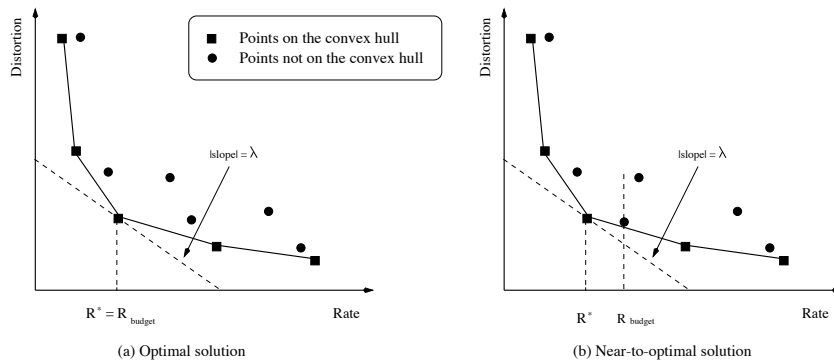 Distortion
Points on the convex hull
Points not on the convex hull
|slope| = λ
R* = R budget
Rate
(a) Optimal solution
Distortion
|slope| = λ
R*
R budget
Rate
(b) Near-to-optimal solution